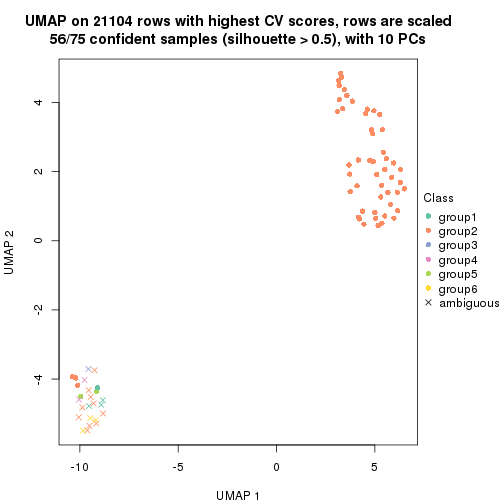 UMAP on 21104 rows with highest CV scores, rows are scaled
56/75 confident samples (silhouette > 0.5), with 10 PCs
4
2
0
-2
-4
UMAP 2
-10
-5
0
5
UMAP 1
Class
group1
group2
group3
group4
group5
group6
ambiguous